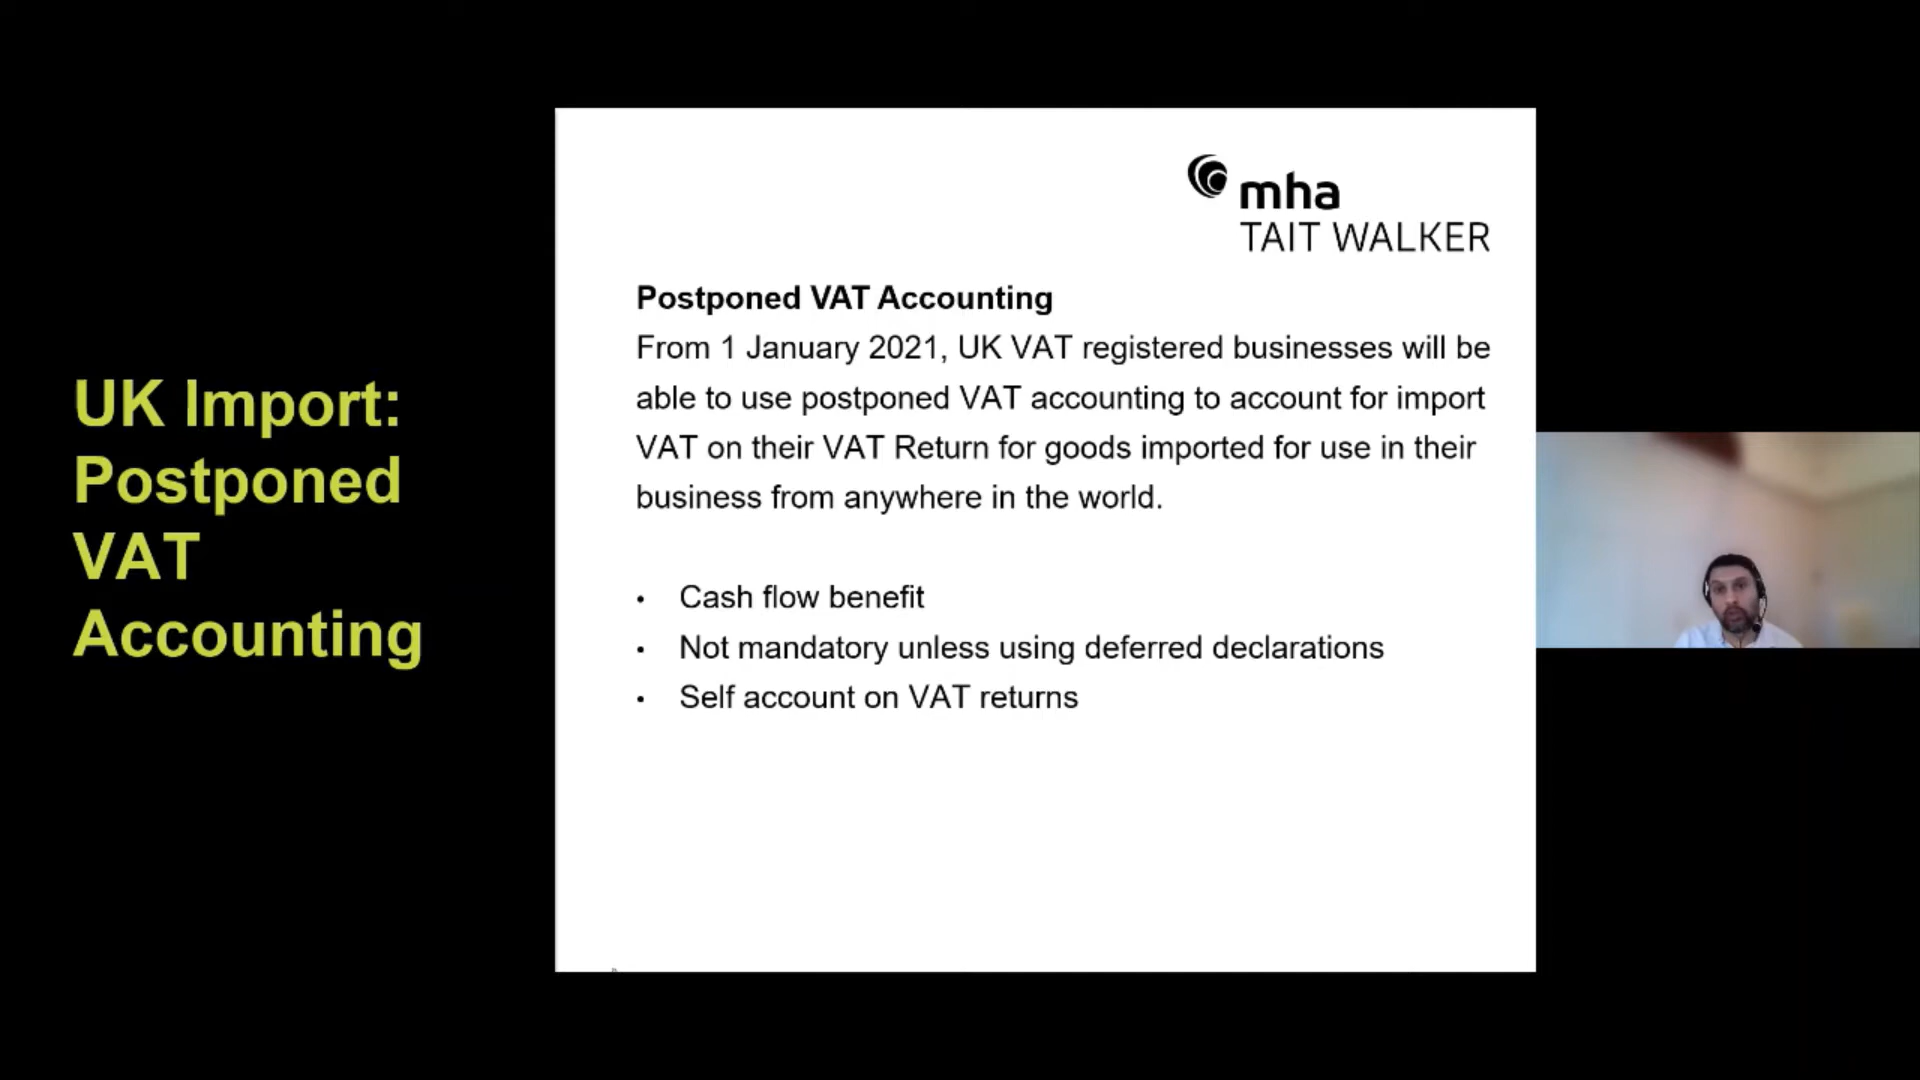 UK Import:
Postponed
VAT
Accounting
mha
TAIT WALKER
Postponed VAT Accounting
From 1 January 2021, UK VAT registered businesses will be
able to use postponed VAT accounting to account for import
VAT on their VAT Return for goods imported for use in their
business from anywhere in the world.
• Cash flow benefit
• Not mandatory unless using deferred declarations
• Self account on VAT returns